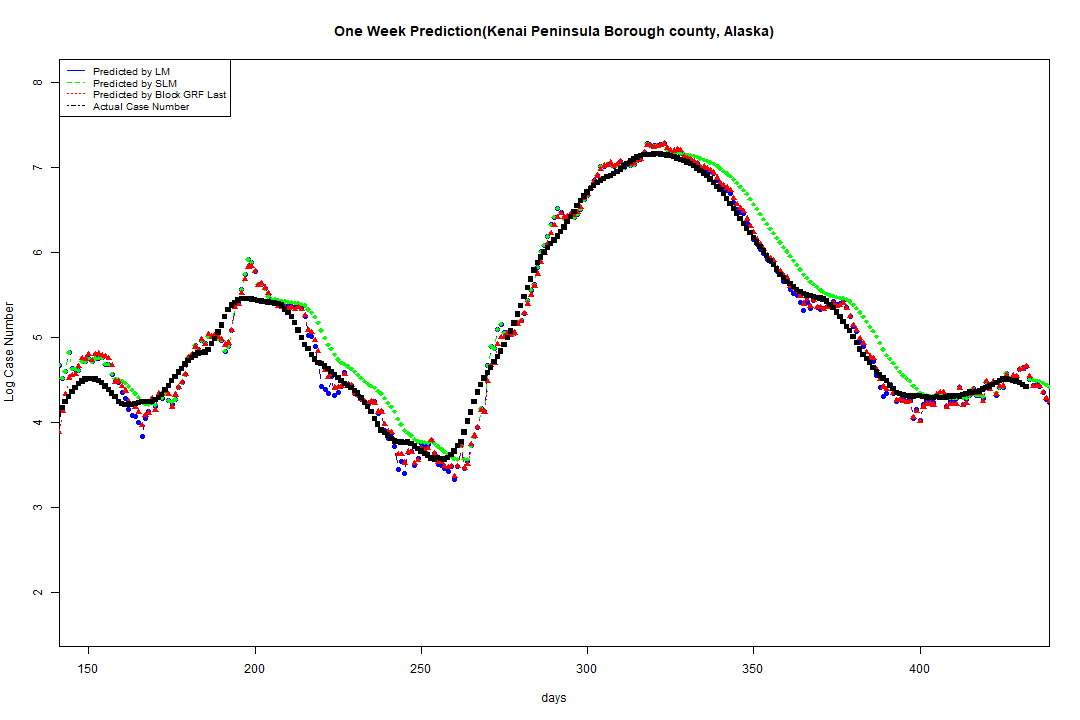 One Week Prediction(Kenai Peninsula Borough county, Alaska)
Predicted by LM
Predicted by SLM
Predicted by Block GRF Last
Actual Case Number
8
7
6
5
4
3
2
Log Case Number
150 200 250 300 350 400
days